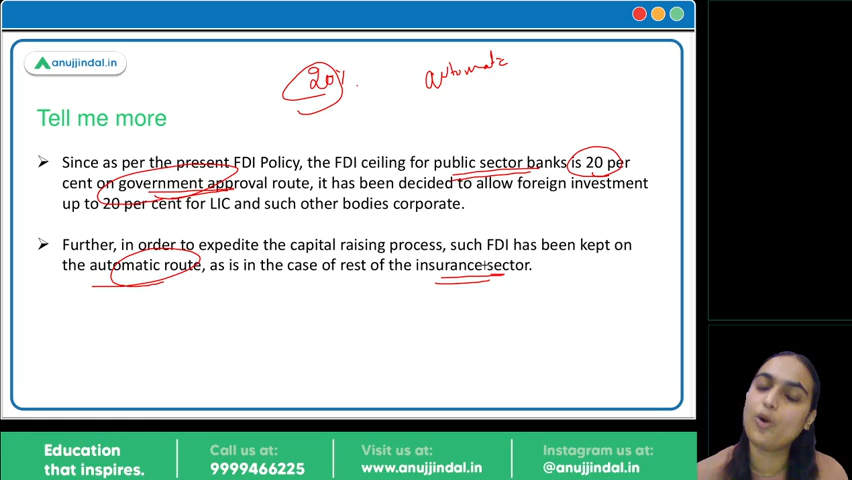 anujjindal.in
20%
automatic
Tell me more
Since as per the present FDI Policy, the FDI ceiling for public sector banks is 20 per
cent on government approval route, it has been decided to allow foreign investment
up to 20 per cent for LIC and such other bodies corporate.
Further, in order to expedite the capital raising process, such FDI has been kept on
the automatic route, as is in the case of rest of the insurance sector.
Education
that inspires.
Call us at:
9999466225
Visit us at:
www.anujjindal.in
Instagram us at:
@anujjindal.in